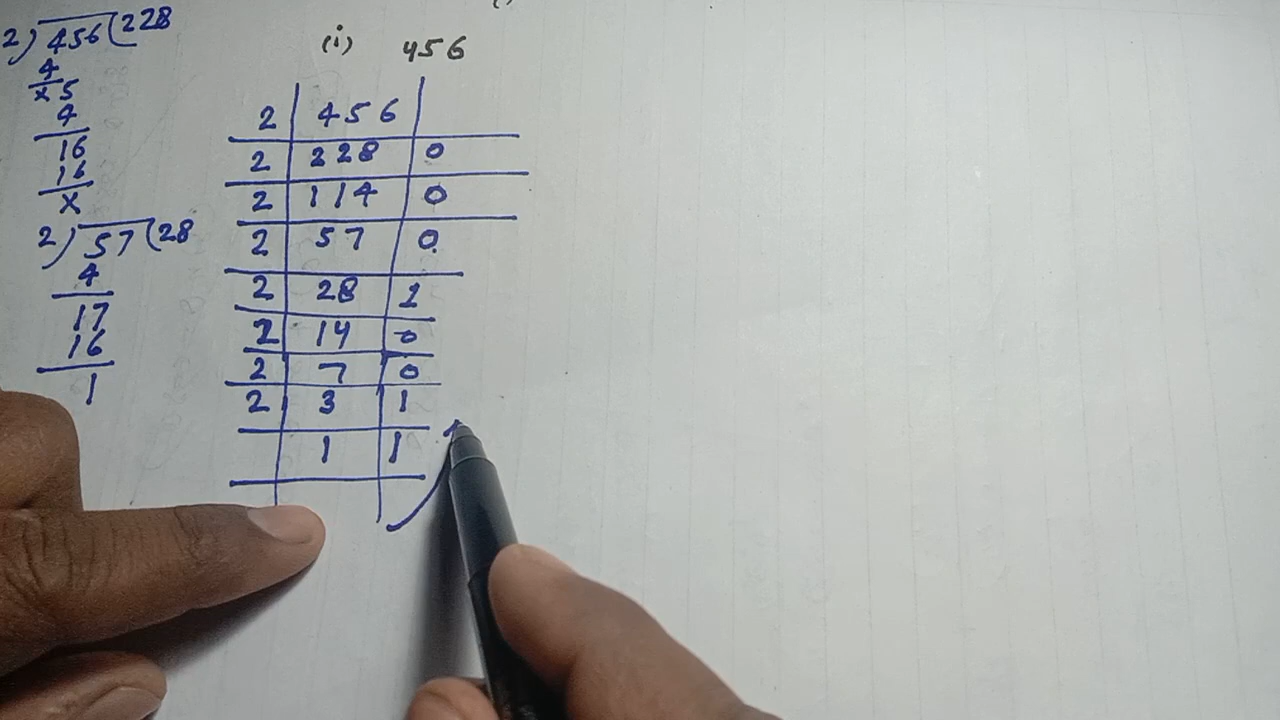 2) 456 ( 228
4
x5
4
16
16
x
2) 57 ( 28
4
17
16
1
(i) 456
2 456
2 228 0
2 114 0
2 57 0
2 28 1
2 14 0
2 7 0
2 3 1
1 1